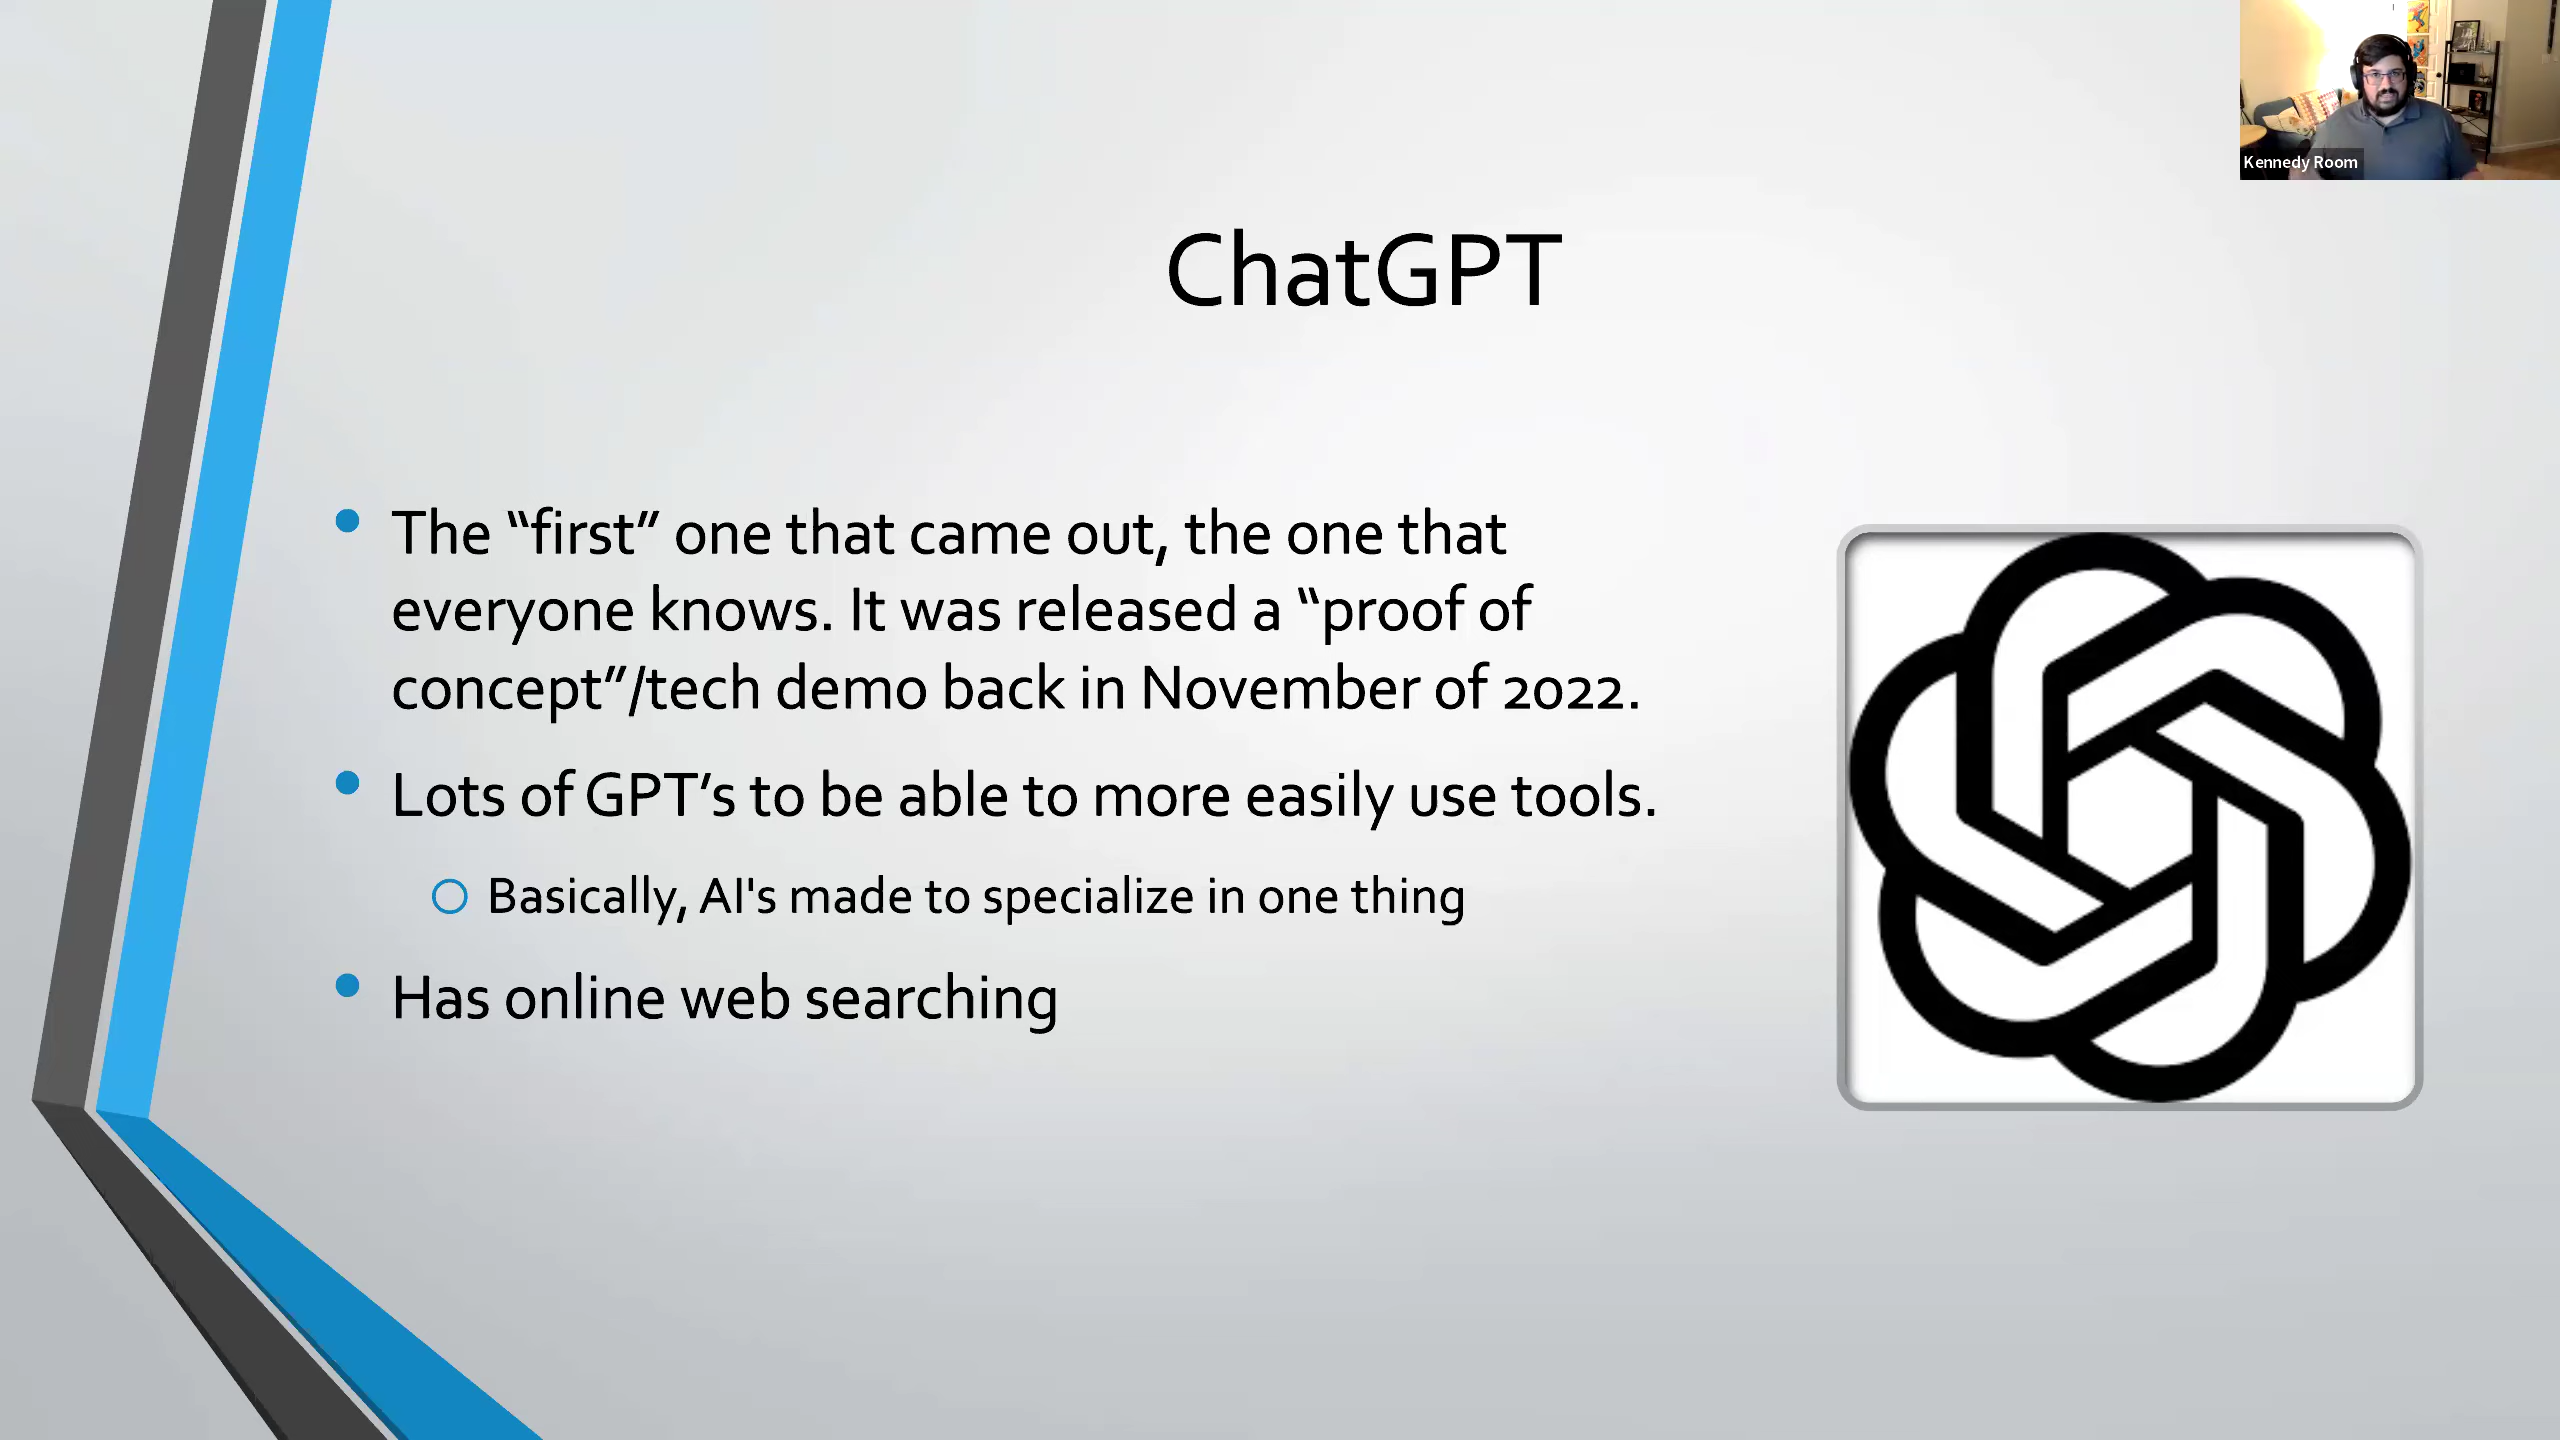 Kennedy Room
ChatGPT
The “first” one that came out, the one that
everyone knows. It was released a “proof of
concept”/tech demo back in November of 2022.
Lots of GPT’s to be able to more easily use tools.
Basically, AI's made to specialize in one thing
Has online web searching